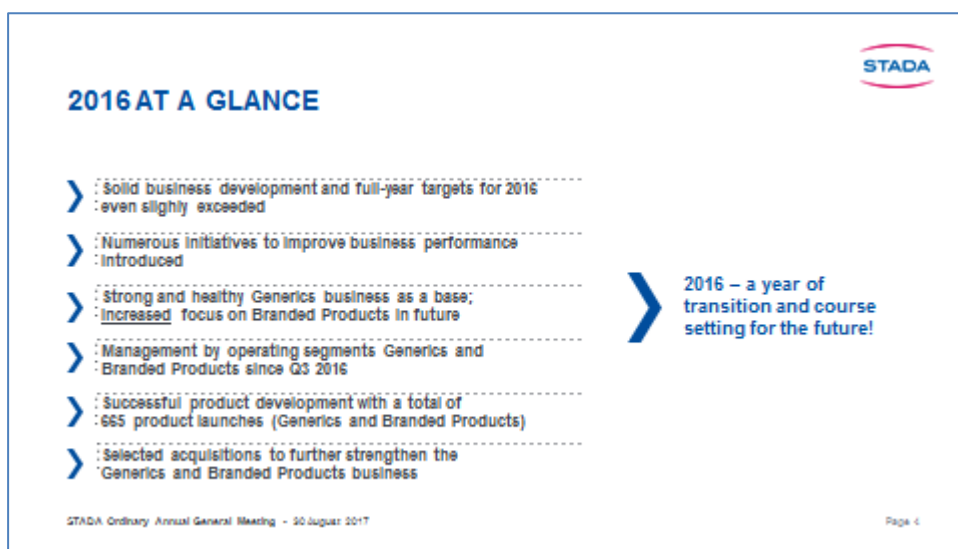 STADA
2016 AT A GLANCE
Solid business development and full-year targets for 2016
even slighly exceeded
Numerous initiatives to improve business performance
introduced
Strong and healthy Generics business as a base;
Increased focus on Branded Products in future
Management by operating segments Generics and
Branded Products since Q3 2016
Successful product development with a total of
665 product launches (Generics and Branded Products)
Selected acquisitions to further strengthen the
Generics and Branded Products business
2016 – a year of
transition and course
setting for the future!
STADA Ordinary Annual General Meeting - 30 August 2017
Page 4